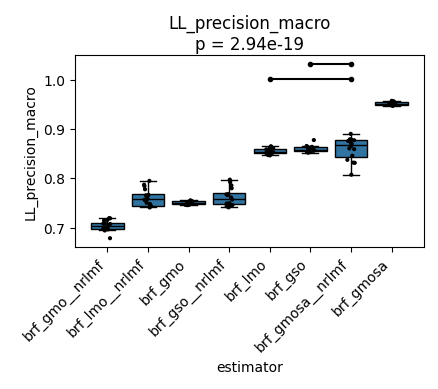 LL_precision_macro
p = 2.94e-19
LL_precision_macro
1.0
0.9
0.8
0.7
brf_gmo__nrlmf
brf_lmo__nrlmf
brf_gmo
brf_gso__nrlmf
brf_lmo
brf_gso
brf_gmosa__nrlmf
brf_gmosa
estimator